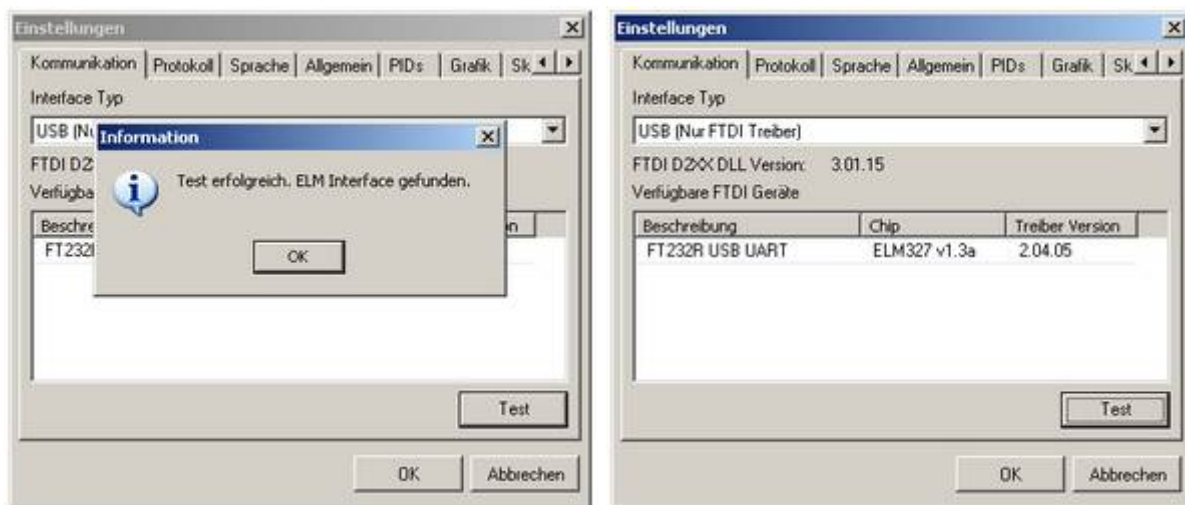 Einstellungen
Kommunikation Protokoll Sprache Allgemein PIDs Grafik Sk
Interface Typ
USB (Nu
Information
FTDI D2
Test erfolgreich. ELM Interface gefunden.
Verfügba
Beschre
on
FT232R
OK
Test
OK Abbrechen
Einstellungen
Kommunikation Protokoll Sprache Allgemein PIDs Grafik Sk
Interface Typ
USB (Nur FTDI Treiber)
FTDI D2XX DLL Version: 3.01.15
Verfügbare FTDI Geräte
Beschreibung Chip Treiber Version
FT232R USB UART ELM327 v1.3a 2.04.05
Test
OK Abbrechen